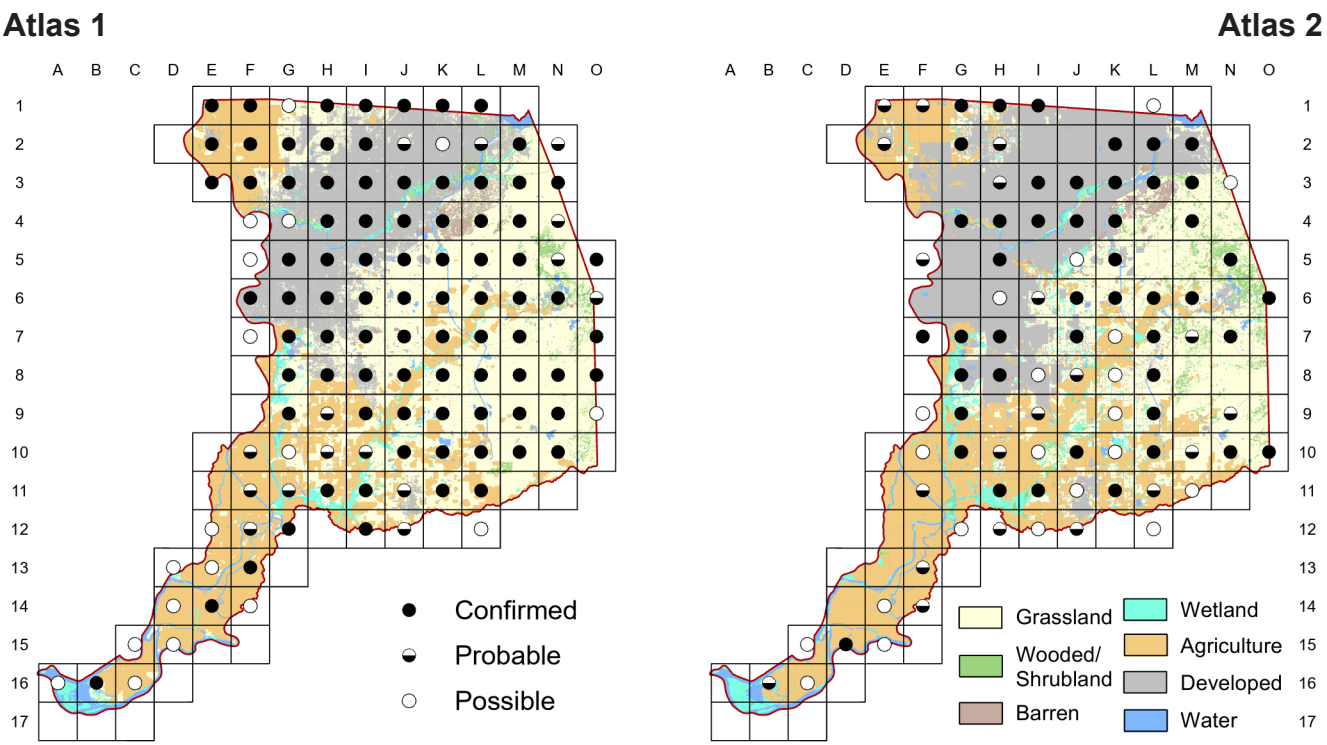 Atlas 1
Atlas 2
A B C D E F G H I J K L M N O
A B C D E F G H I J K L M N O
1
2
3
4
5
6
7
8
9
10
11
12
13
14
15
16
17
1
2
3
4
5
6
7
8
9
10
11
12
13
14
15
16
17
Confirmed
Probable
Possible
Grassland
Wooded/
Shrubland
Barren
Wetland
Agriculture
Developed
Water